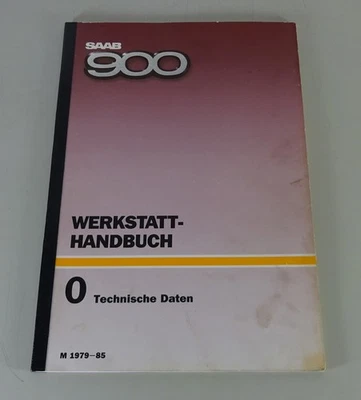 SAAB
900
WERKSTATT-
HANDBUCH
0 Technische Daten
M 1979-85